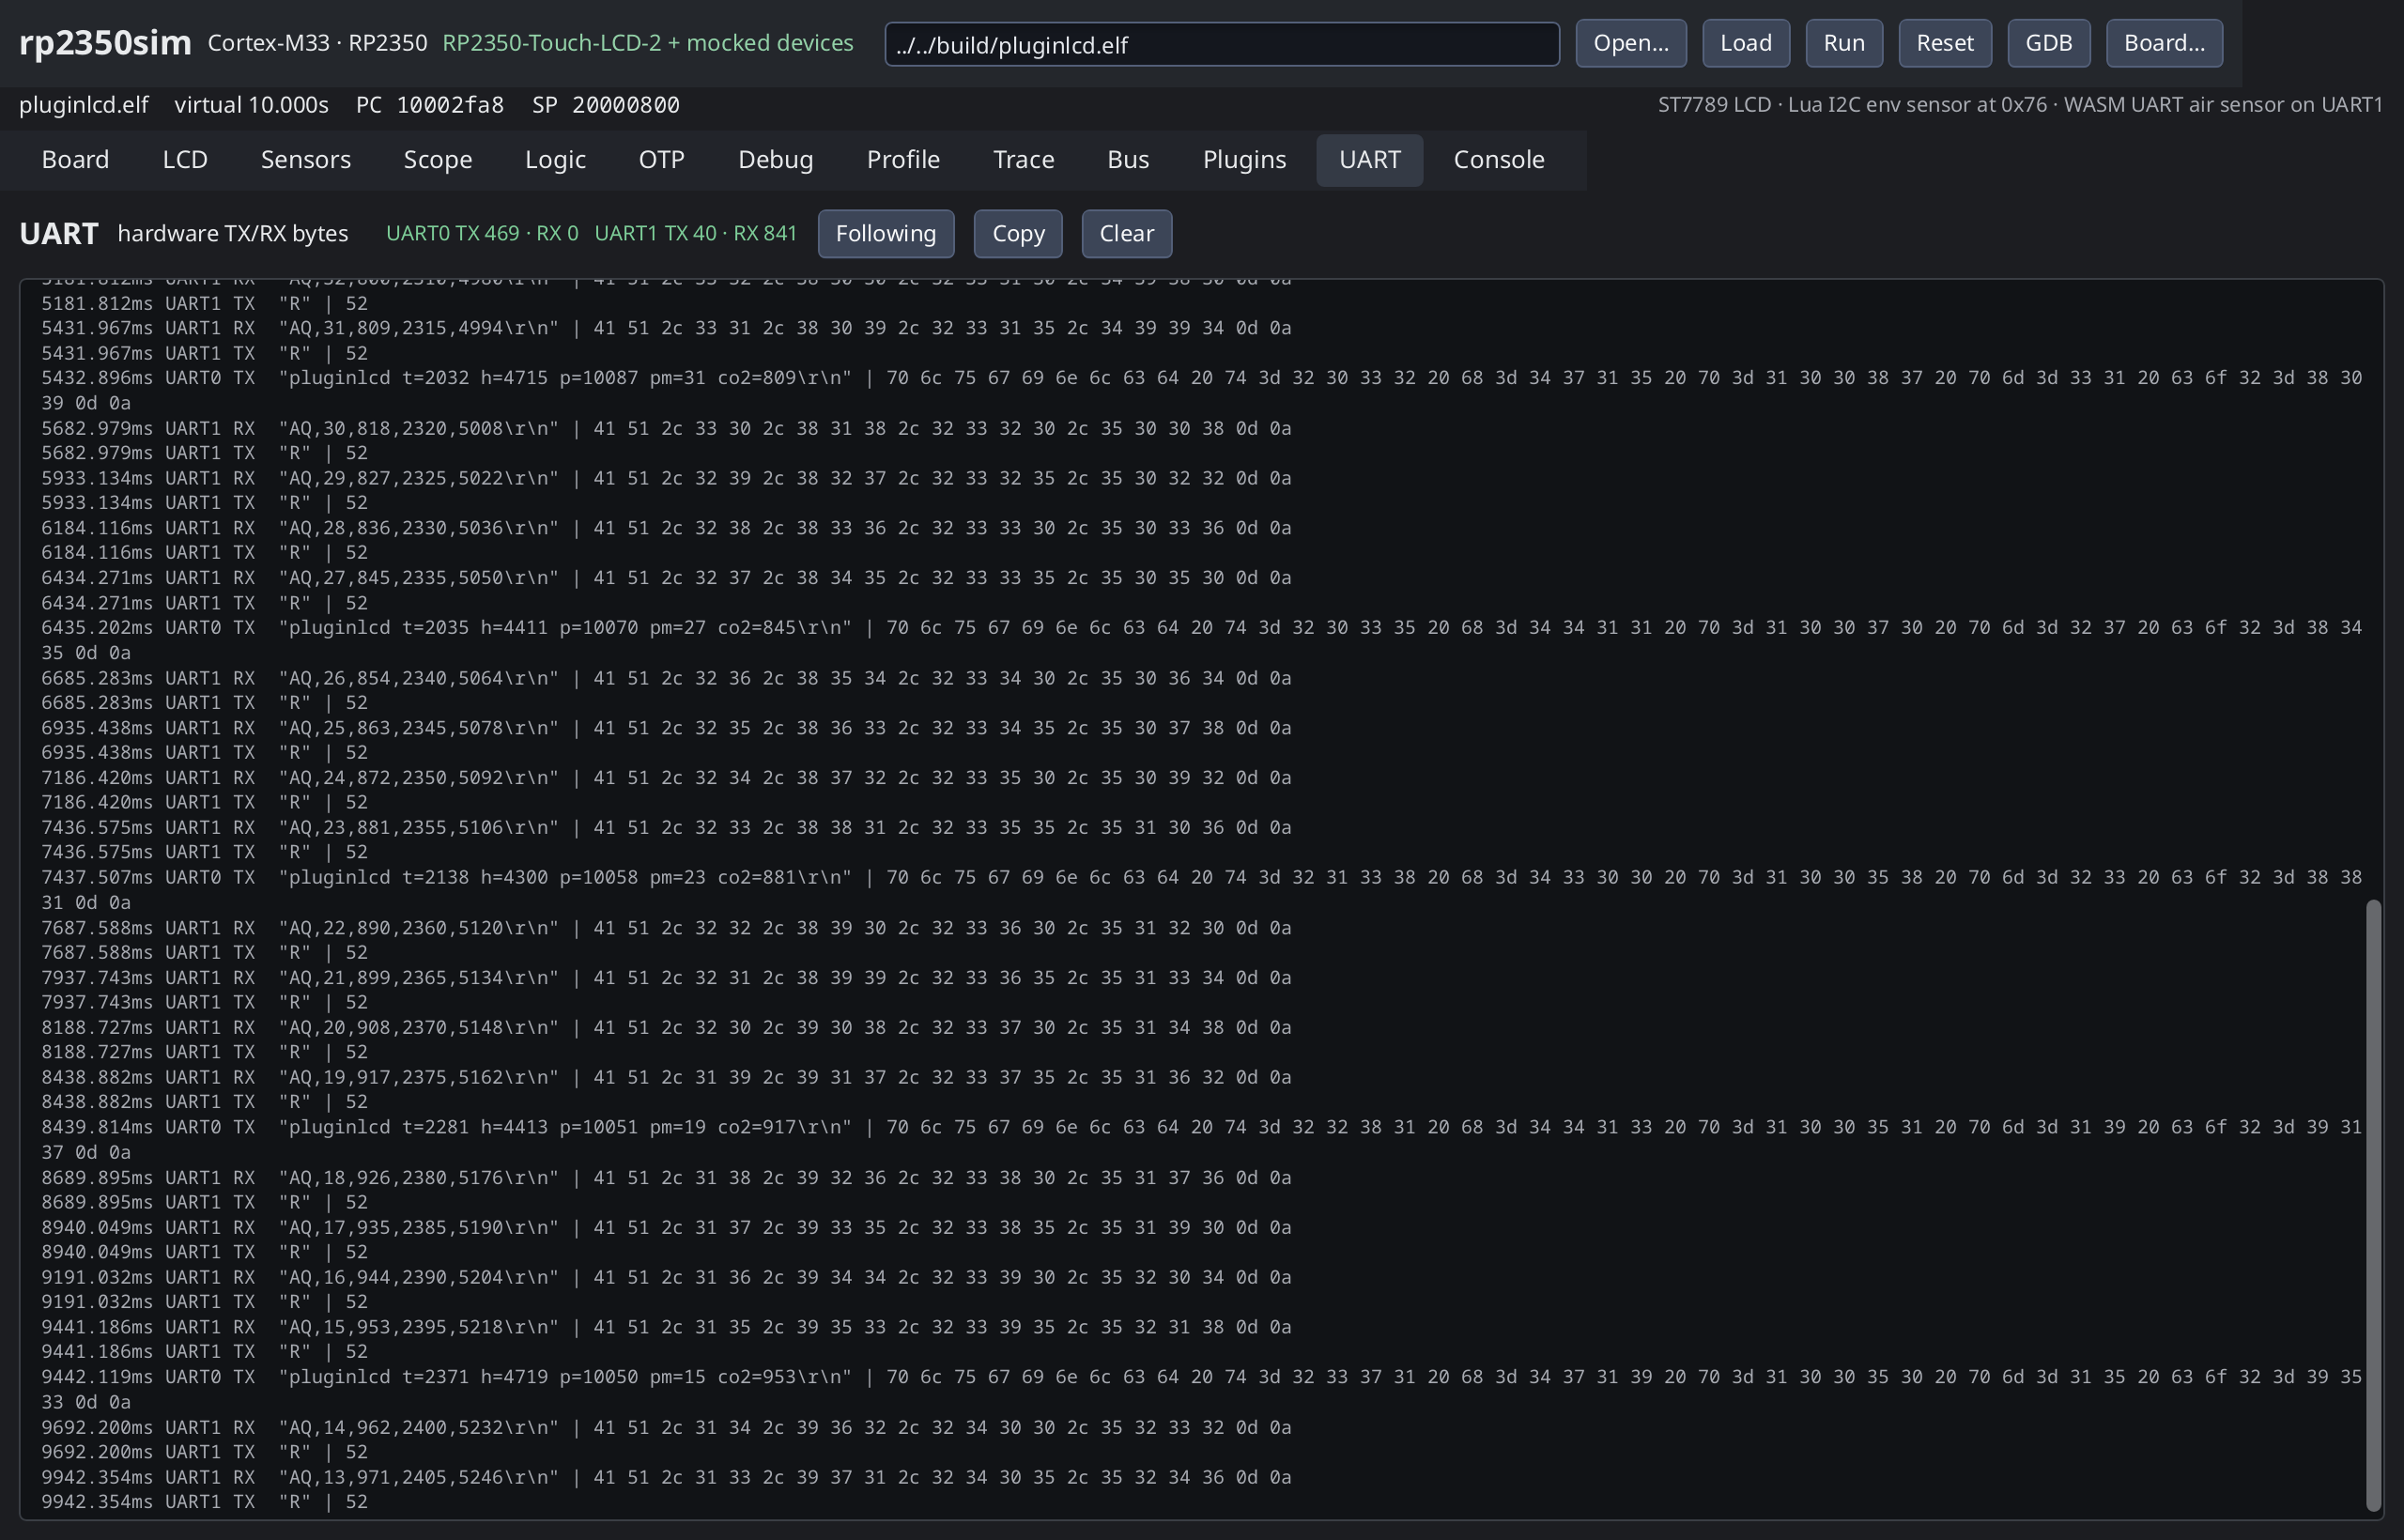 rp2350sim Cortex-M33 · RP2350 RP2350-Touch-LCD-2 + mocked devices ../../build/pluginlcd.elf Open... Load Run Reset GDB Board...
pluginlcd.elf virtual 10.000s PC 10002fa8 SP 20000800 ST7789 LCD · Lua I2C env sensor at 0x76 · WASM UART air sensor on UART1
Board LCD Sensors Scope Logic OTP Debug Profile Trace Bus Plugins UART Console
UART hardware TX/RX bytes UART0 TX 469 · RX 0 UART1 TX 40 · RX 841 Following Copy Clear
5181.812ms UART1 RX "AQ,32,800,2310,4980\r\n" | 41 51 2c 33 32 2c 38 30 30 2c 32 33 31 30 2c 34 39 38 30 0d 0a
5181.812ms UART1 TX "R" | 52
5431.967ms UART1 RX "AQ,31,809,2315,4994\r\n" | 41 51 2c 33 31 2c 38 30 39 2c 32 33 31 35 2c 34 39 39 34 0d 0a
5431.967ms UART1 TX "R" | 52
5432.896ms UART0 TX "pluginlcd t=2032 h=4715 p=10087 pm=31 co2=809\r\n" | 70 6c 75 67 69 6e 6c 63 64 20 74 3d 32 30 33 32 20 68 3d 34 37 31 35 20 70 3d 31 30 30 38 37 20 70 6d 3d 33 31 20 63 6f 32 3d 38 30
39 0d 0a
5682.979ms UART1 RX "AQ,30,818,2320,5008\r\n" | 41 51 2c 33 30 2c 38 31 38 2c 32 33 32 30 2c 35 30 30 38 0d 0a
5682.979ms UART1 TX "R" | 52
5933.134ms UART1 RX "AQ,29,827,2325,5022\r\n" | 41 51 2c 32 39 2c 38 32 37 2c 32 33 32 35 2c 35 30 32 32 0d 0a
5933.134ms UART1 TX "R" | 52
6184.116ms UART1 RX "AQ,28,836,2330,5036\r\n" | 41 51 2c 32 38 2c 38 33 36 2c 32 33 33 30 2c 35 30 33 36 0d 0a
6184.116ms UART1 TX "R" | 52
6434.271ms UART1 RX "AQ,27,845,2335,5050\r\n" | 41 51 2c 32 37 2c 38 34 35 2c 32 33 33 35 2c 35 30 35 30 0d 0a
6434.271ms UART1 TX "R" | 52
6435.202ms UART0 TX "pluginlcd t=2035 h=4411 p=10070 pm=27 co2=845\r\n" | 70 6c 75 67 69 6e 6c 63 64 20 74 3d 32 30 33 35 20 68 3d 34 34 31 31 20 70 3d 31 30 30 37 30 20 70 6d 3d 32 37 20 63 6f 32 3d 38 34
35 0d 0a
6685.283ms UART1 RX "AQ,26,854,2340,5064\r\n" | 41 51 2c 32 36 2c 38 35 34 2c 32 33 34 30 2c 35 30 36 34 0d 0a
6685.283ms UART1 TX "R" | 52
6935.438ms UART1 RX "AQ,25,863,2345,5078\r\n" | 41 51 2c 32 35 2c 38 36 33 2c 32 33 34 35 2c 35 30 37 38 0d 0a
6935.438ms UART1 TX "R" | 52
7186.420ms UART1 RX "AQ,24,872,2350,5092\r\n" | 41 51 2c 32 34 2c 38 37 32 2c 32 33 35 30 2c 35 30 39 32 0d 0a
7186.420ms UART1 TX "R" | 52
7436.575ms UART1 RX "AQ,23,881,2355,5106\r\n" | 41 51 2c 32 33 2c 38 38 31 2c 32 33 35 35 2c 35 31 30 36 0d 0a
7436.575ms UART1 TX "R" | 52
7437.507ms UART0 TX "pluginlcd t=2138 h=4300 p=10058 pm=23 co2=881\r\n" | 70 6c 75 67 69 6e 6c 63 64 20 74 3d 32 31 33 38 20 68 3d 34 33 30 30 20 70 3d 31 30 30 35 38 20 70 6d 3d 32 33 20 63 6f 32 3d 38 38
31 0d 0a
7687.588ms UART1 RX "AQ,22,890,2360,5120\r\n" | 41 51 2c 32 32 2c 38 39 30 2c 32 33 36 30 2c 35 31 32 30 0d 0a
7687.588ms UART1 TX "R" | 52
7937.743ms UART1 RX "AQ,21,899,2365,5134\r\n" | 41 51 2c 32 31 2c 38 39 39 2c 32 33 36 35 2c 35 31 33 34 0d 0a
7937.743ms UART1 TX "R" | 52
8188.727ms UART1 RX "AQ,20,908,2370,5148\r\n" | 41 51 2c 32 30 2c 39 30 38 2c 32 33 37 30 2c 35 31 34 38 0d 0a
8188.727ms UART1 TX "R" | 52
8438.882ms UART1 RX "AQ,19,917,2375,5162\r\n" | 41 51 2c 31 39 2c 39 31 37 2c 32 33 37 35 2c 35 31 36 32 0d 0a
8438.882ms UART1 TX "R" | 52
8439.814ms UART0 TX "pluginlcd t=2281 h=4413 p=10051 pm=19 co2=917\r\n" | 70 6c 75 67 69 6e 6c 63 64 20 74 3d 32 32 38 31 20 68 3d 34 34 31 33 20 70 3d 31 30 30 35 31 20 70 6d 3d 31 39 20 63 6f 32 3d 39 31
37 0d 0a
8689.895ms UART1 RX "AQ,18,926,2380,5176\r\n" | 41 51 2c 31 38 2c 39 32 36 2c 32 33 38 30 2c 35 31 37 36 0d 0a
8689.895ms UART1 TX "R" | 52
8940.049ms UART1 RX "AQ,17,935,2385,5190\r\n" | 41 51 2c 31 37 2c 39 33 35 2c 32 33 38 35 2c 35 31 39 30 0d 0a
8940.049ms UART1 TX "R" | 52
9191.032ms UART1 RX "AQ,16,944,2390,5204\r\n" | 41 51 2c 31 36 2c 39 34 34 2c 32 33 39 30 2c 35 32 30 34 0d 0a
9191.032ms UART1 TX "R" | 52
9441.186ms UART1 RX "AQ,15,953,2395,5218\r\n" | 41 51 2c 31 35 2c 39 35 33 2c 32 33 39 35 2c 35 32 31 38 0d 0a
9441.186ms UART1 TX "R" | 52
9442.119ms UART0 TX "pluginlcd t=2371 h=4719 p=10050 pm=15 co2=953\r\n" | 70 6c 75 67 69 6e 6c 63 64 20 74 3d 32 33 37 31 20 68 3d 34 37 31 39 20 70 3d 31 30 30 35 30 20 70 6d 3d 31 35 20 63 6f 32 3d 39 35
33 0d 0a
9692.200ms UART1 RX "AQ,14,962,2400,5232\r\n" | 41 51 2c 31 34 2c 39 36 32 2c 32 34 30 30 2c 35 32 33 32 0d 0a
9692.200ms UART1 TX "R" | 52
9942.354ms UART1 RX "AQ,13,971,2405,5246\r\n" | 41 51 2c 31 33 2c 39 37 31 2c 32 34 30 35 2c 35 32 34 36 0d 0a
9942.354ms UART1 TX "R" | 52